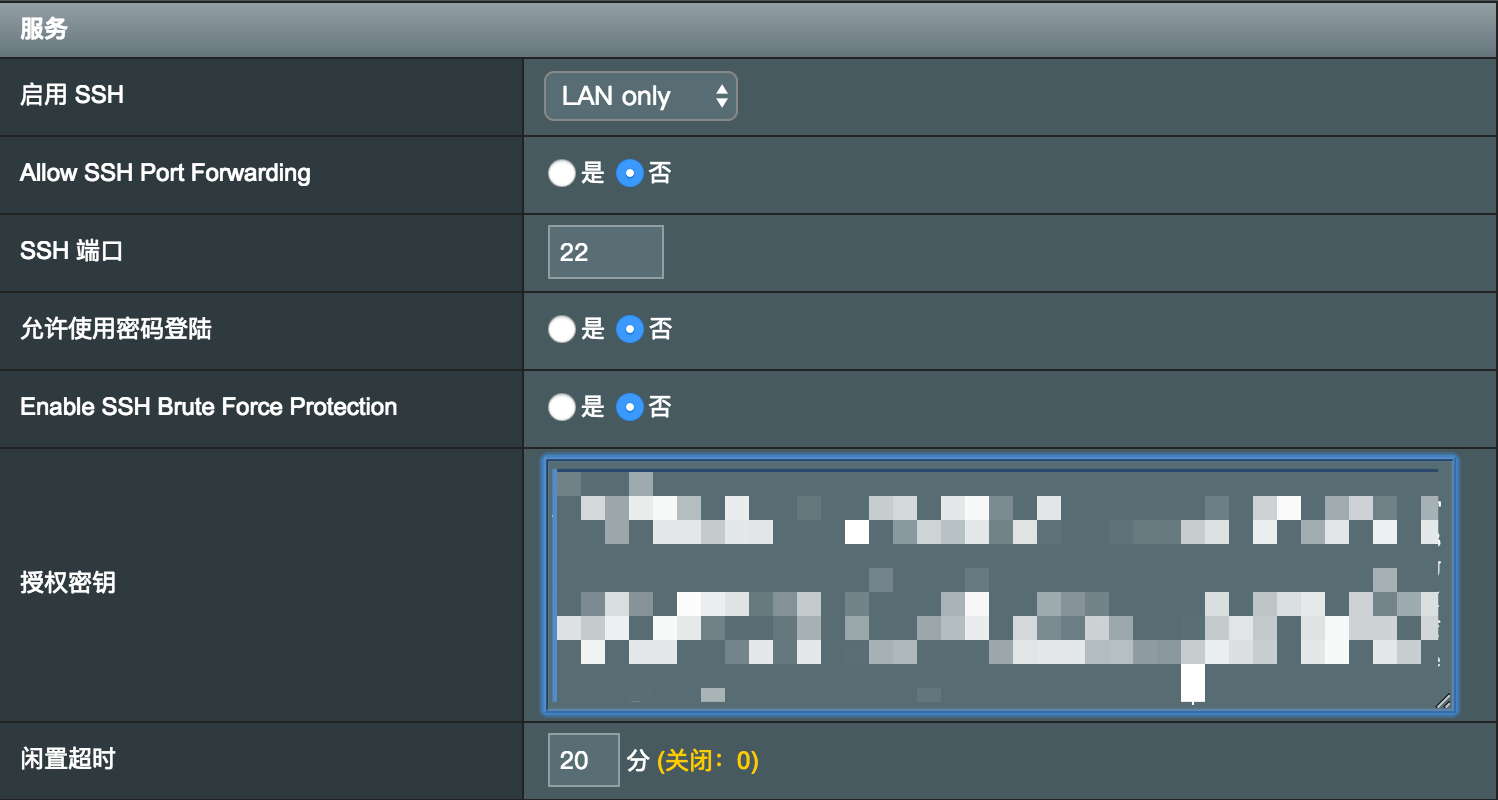 服务
启用 SSH LAN only
Allow SSH Port Forwarding 是 否
SSH 端口 22
允许使用密码登陆 是 否
Enable SSH Brute Force Protection 是 否
授权密钥
闲置超时 20 分 (关闭：0)